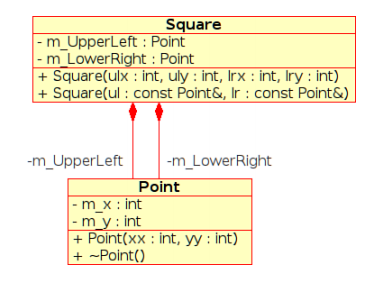 Square
- m_UpperLeft : Point
- m_LowerRight : Point
+ Square(ulx : int, uly : int, lrx : int, lry : int)
+ Square(ul : const Point&, lr : const Point&)
-m_UpperLeft
-m_LowerRight
Point
- m_x : int
- m_y : int
+ Point(xx : int, yy : int)
+ ~Point()